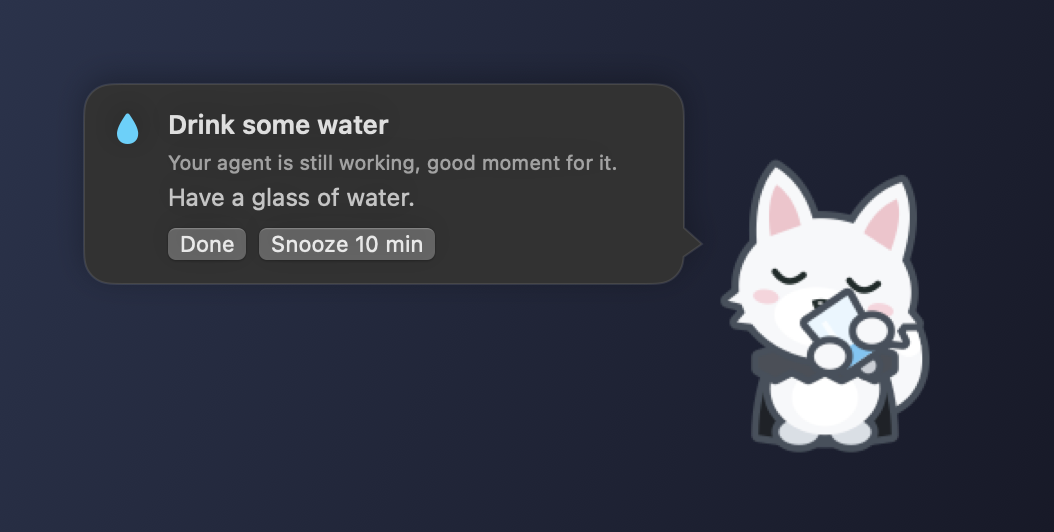 Drink some water
Your agent is still working, good moment for it.
Have a glass of water.
Done
Snooze 10 min